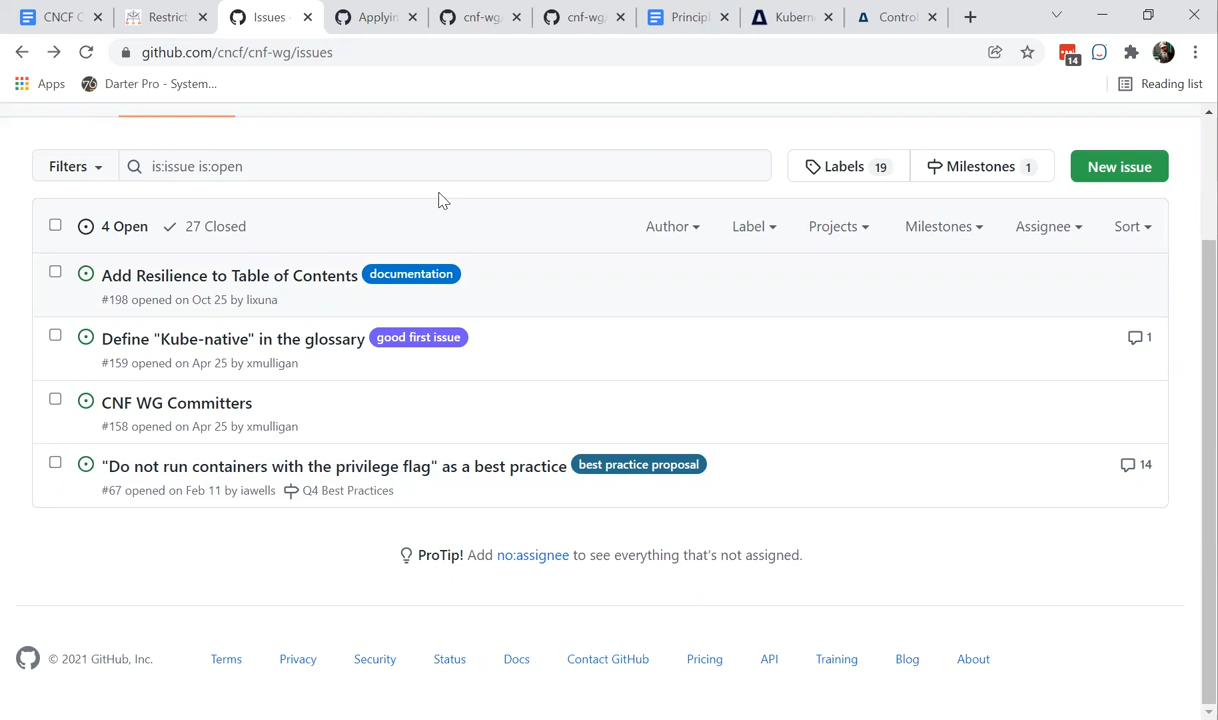 CNCF C
Restrict
Issues
Applyin
cnf-wg
cnf-wg
Principl
Kubern
Control
github.com/cncf/cnf-wg/issues
14
Apps
Darter Pro - System...
Reading list
Filters
is:issue is:open
Labels 19
Milestones 1
New issue
4 Open
27 Closed
Author
Label
Projects
Milestones
Assignee
Sort
Add Resilience to Table of Contents documentation
#198 opened on Oct 25 by lixuna
Define "Kube-native" in the glossary good first issue
1
#159 opened on Apr 25 by xmulligan
CNF WG Committers
#158 opened on Apr 25 by xmulligan
"Do not run containers with the privilege flag" as a best practice best practice proposal
14
#67 opened on Feb 11 by iawells Q4 Best Practices
ProTip! Add no:assignee to see everything that's not assigned.
© 2021 GitHub, Inc.
Terms
Privacy
Security
Status
Docs
Contact GitHub
Pricing
API
Training
Blog
About